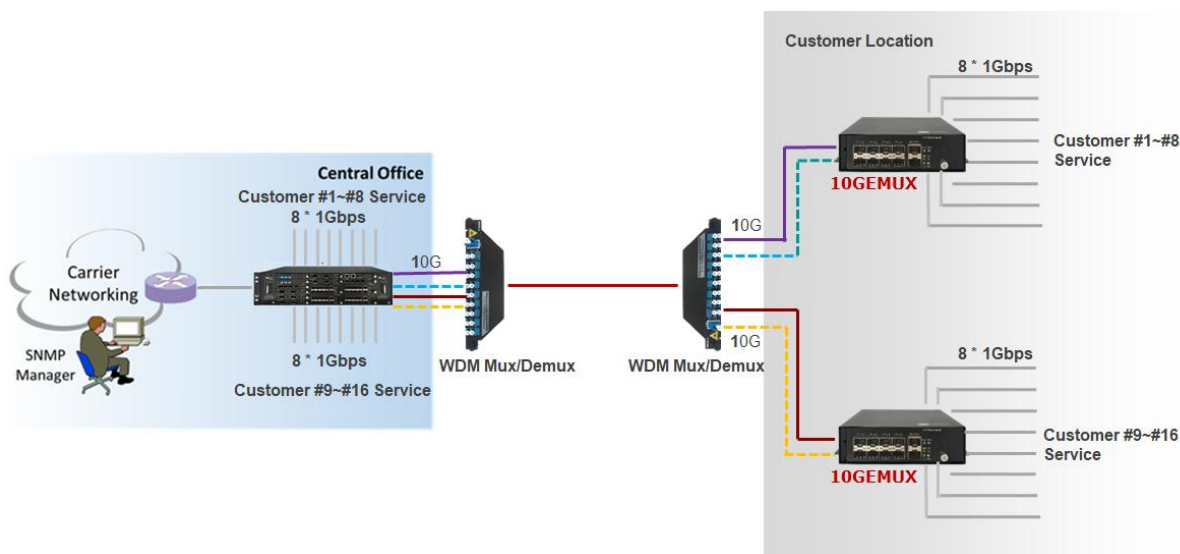 Customer Location
8 * 1Gbps
Customer #1~#8
Service
10GEMUX
Central Office
Customer #1~#8 Service
8 * 1Gbps
10G
10G
Carrier
Networking
SNMP
Manager
8 * 1Gbps
Customer #9~#16 Service
WDM Mux/Demux
WDM Mux/Demux
10G
8 * 1Gbps
Customer #9~#16
Service
10GEMUX